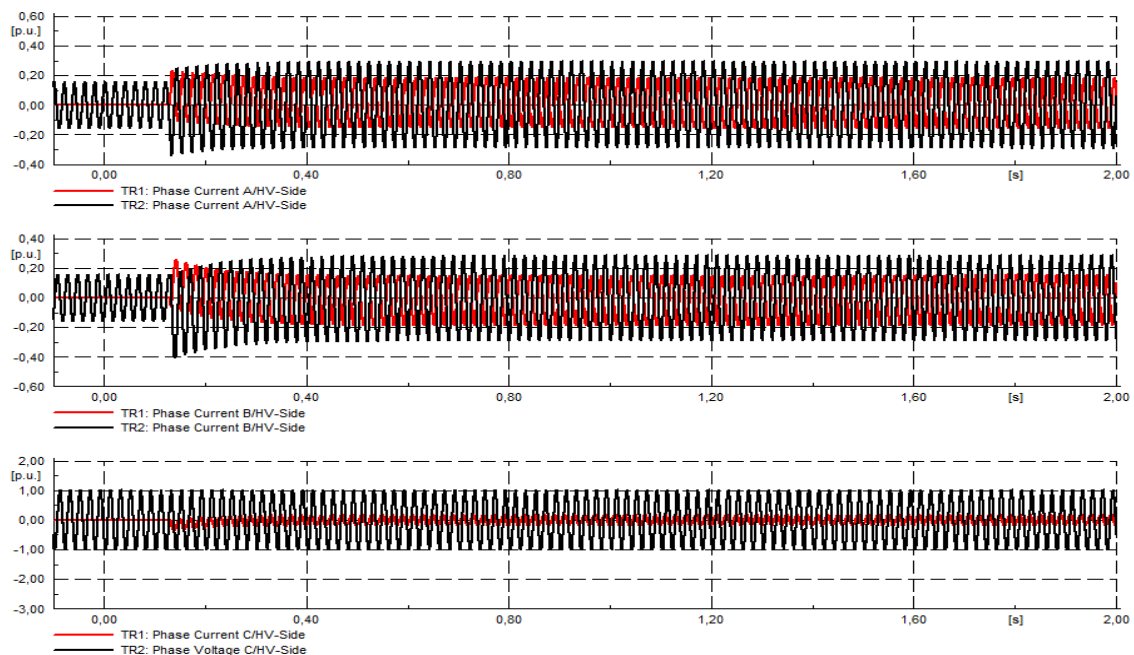 0,60
[p.u.]
0,40
0,20
0,00
-0,20
-0,40
0,00 0,40 0,80 1,20 1,60 [s] 2,00
TR1: Phase Current A/HV-Side
TR2: Phase Current A/HV-Side
0,40
[p.u.]
0,20
0,00
-0,20
-0,40
-0,60
0,00 0,40 0,80 1,20 1,60 [s] 2,00
TR1: Phase Current B/HV-Side
TR2: Phase Current B/HV-Side
2,00
[p.u.]
1,00
0,00
-1,00
-2,00
-3,00
0,00 0,40 0,80 1,20 1,60 [s] 2,00
TR1: Phase Current C/HV-Side
TR2: Phase Voltage C/HV-Side